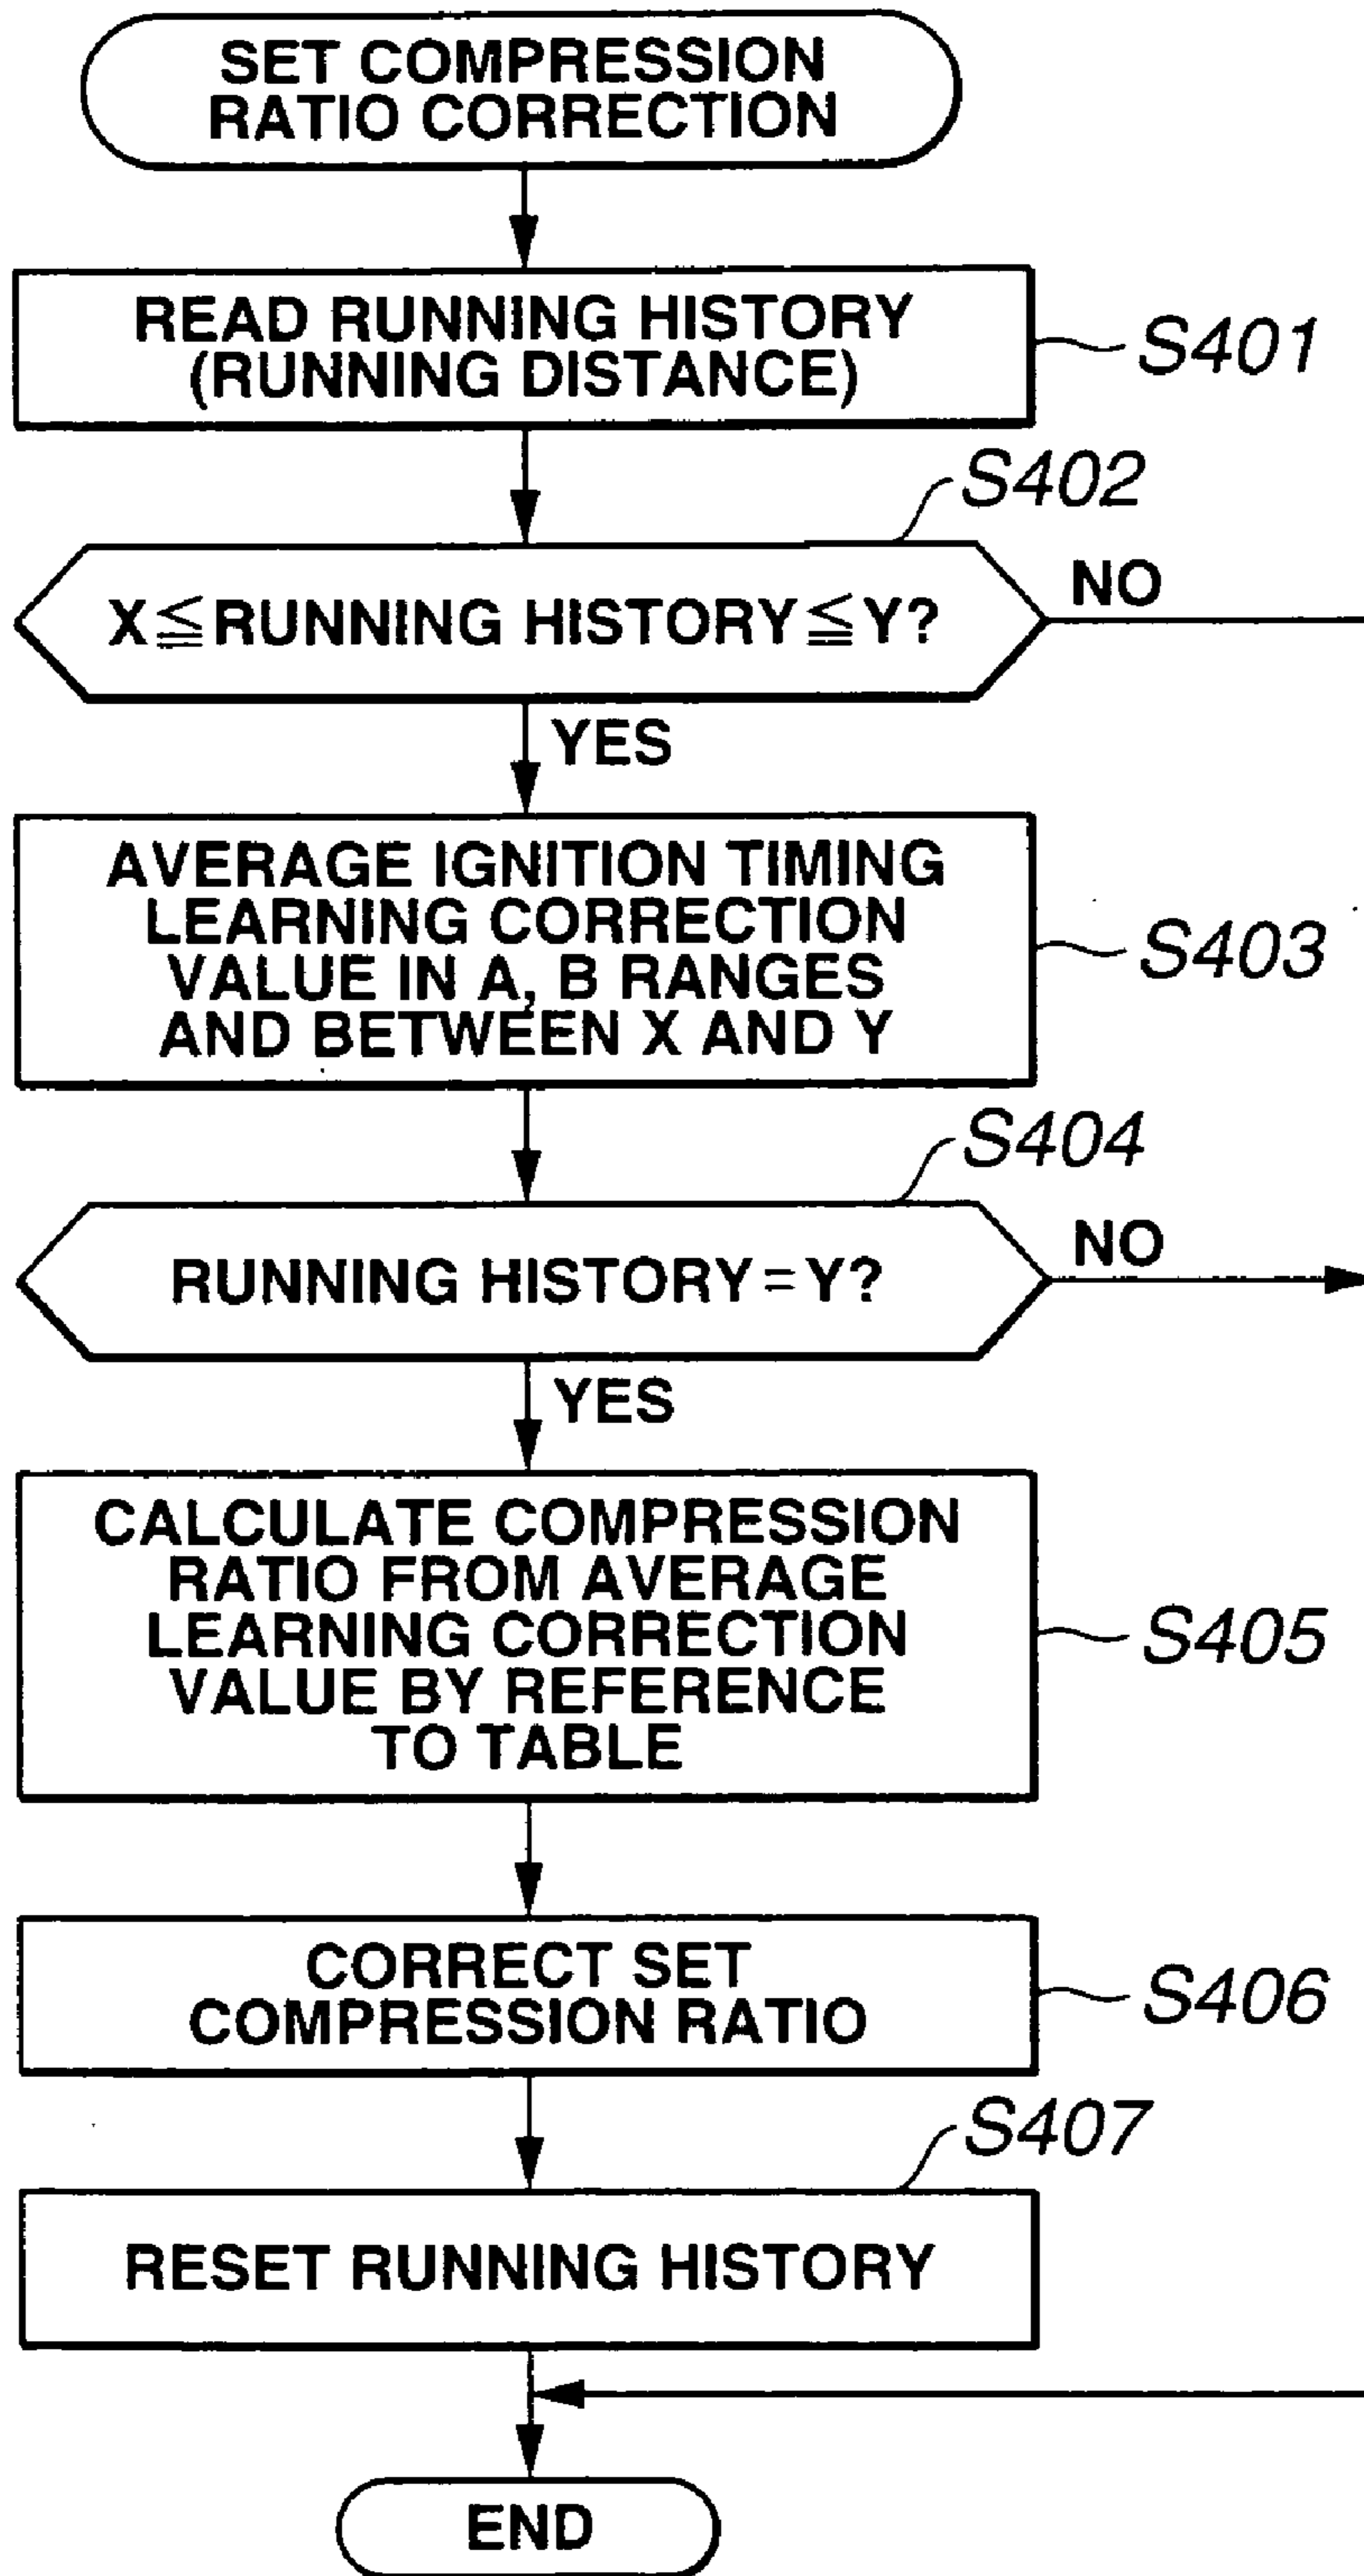 SET COMPRESSION
RATIO CORRECTION
READ RUNNING HISTORY
(RUNNING DISTANCE)
S401
S402
X≦RUNNING HISTORY≦Y?
NO
YES
AVERAGE IGNITION TIMING
LEARNING CORRECTION
VALUE IN A, B RANGES
AND BETWEEN X AND Y
S403
S404
RUNNING HISTORY=Y?
NO
YES
CALCULATE COMPRESSION
RATIO FROM AVERAGE
LEARNING CORRECTION
VALUE BY REFERENCE
TO TABLE
S405
CORRECT SET
COMPRESSION RATIO
S406
S407
RESET RUNNING HISTORY
END